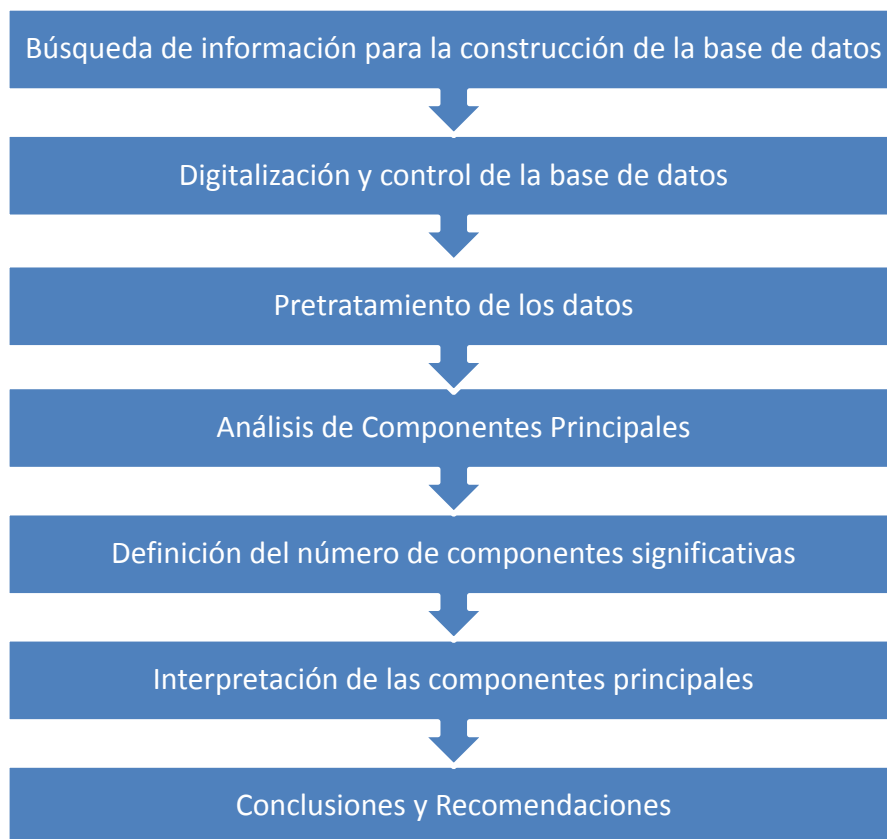 Búsqueda de información para la construcción de la base de datos
Digitalización y control de la base de datos
Pretratamiento de los datos
Análisis de Componentes Principales
Definición del número de componentes significativas
Interpretación de las componentes principales
Conclusiones y Recomendaciones